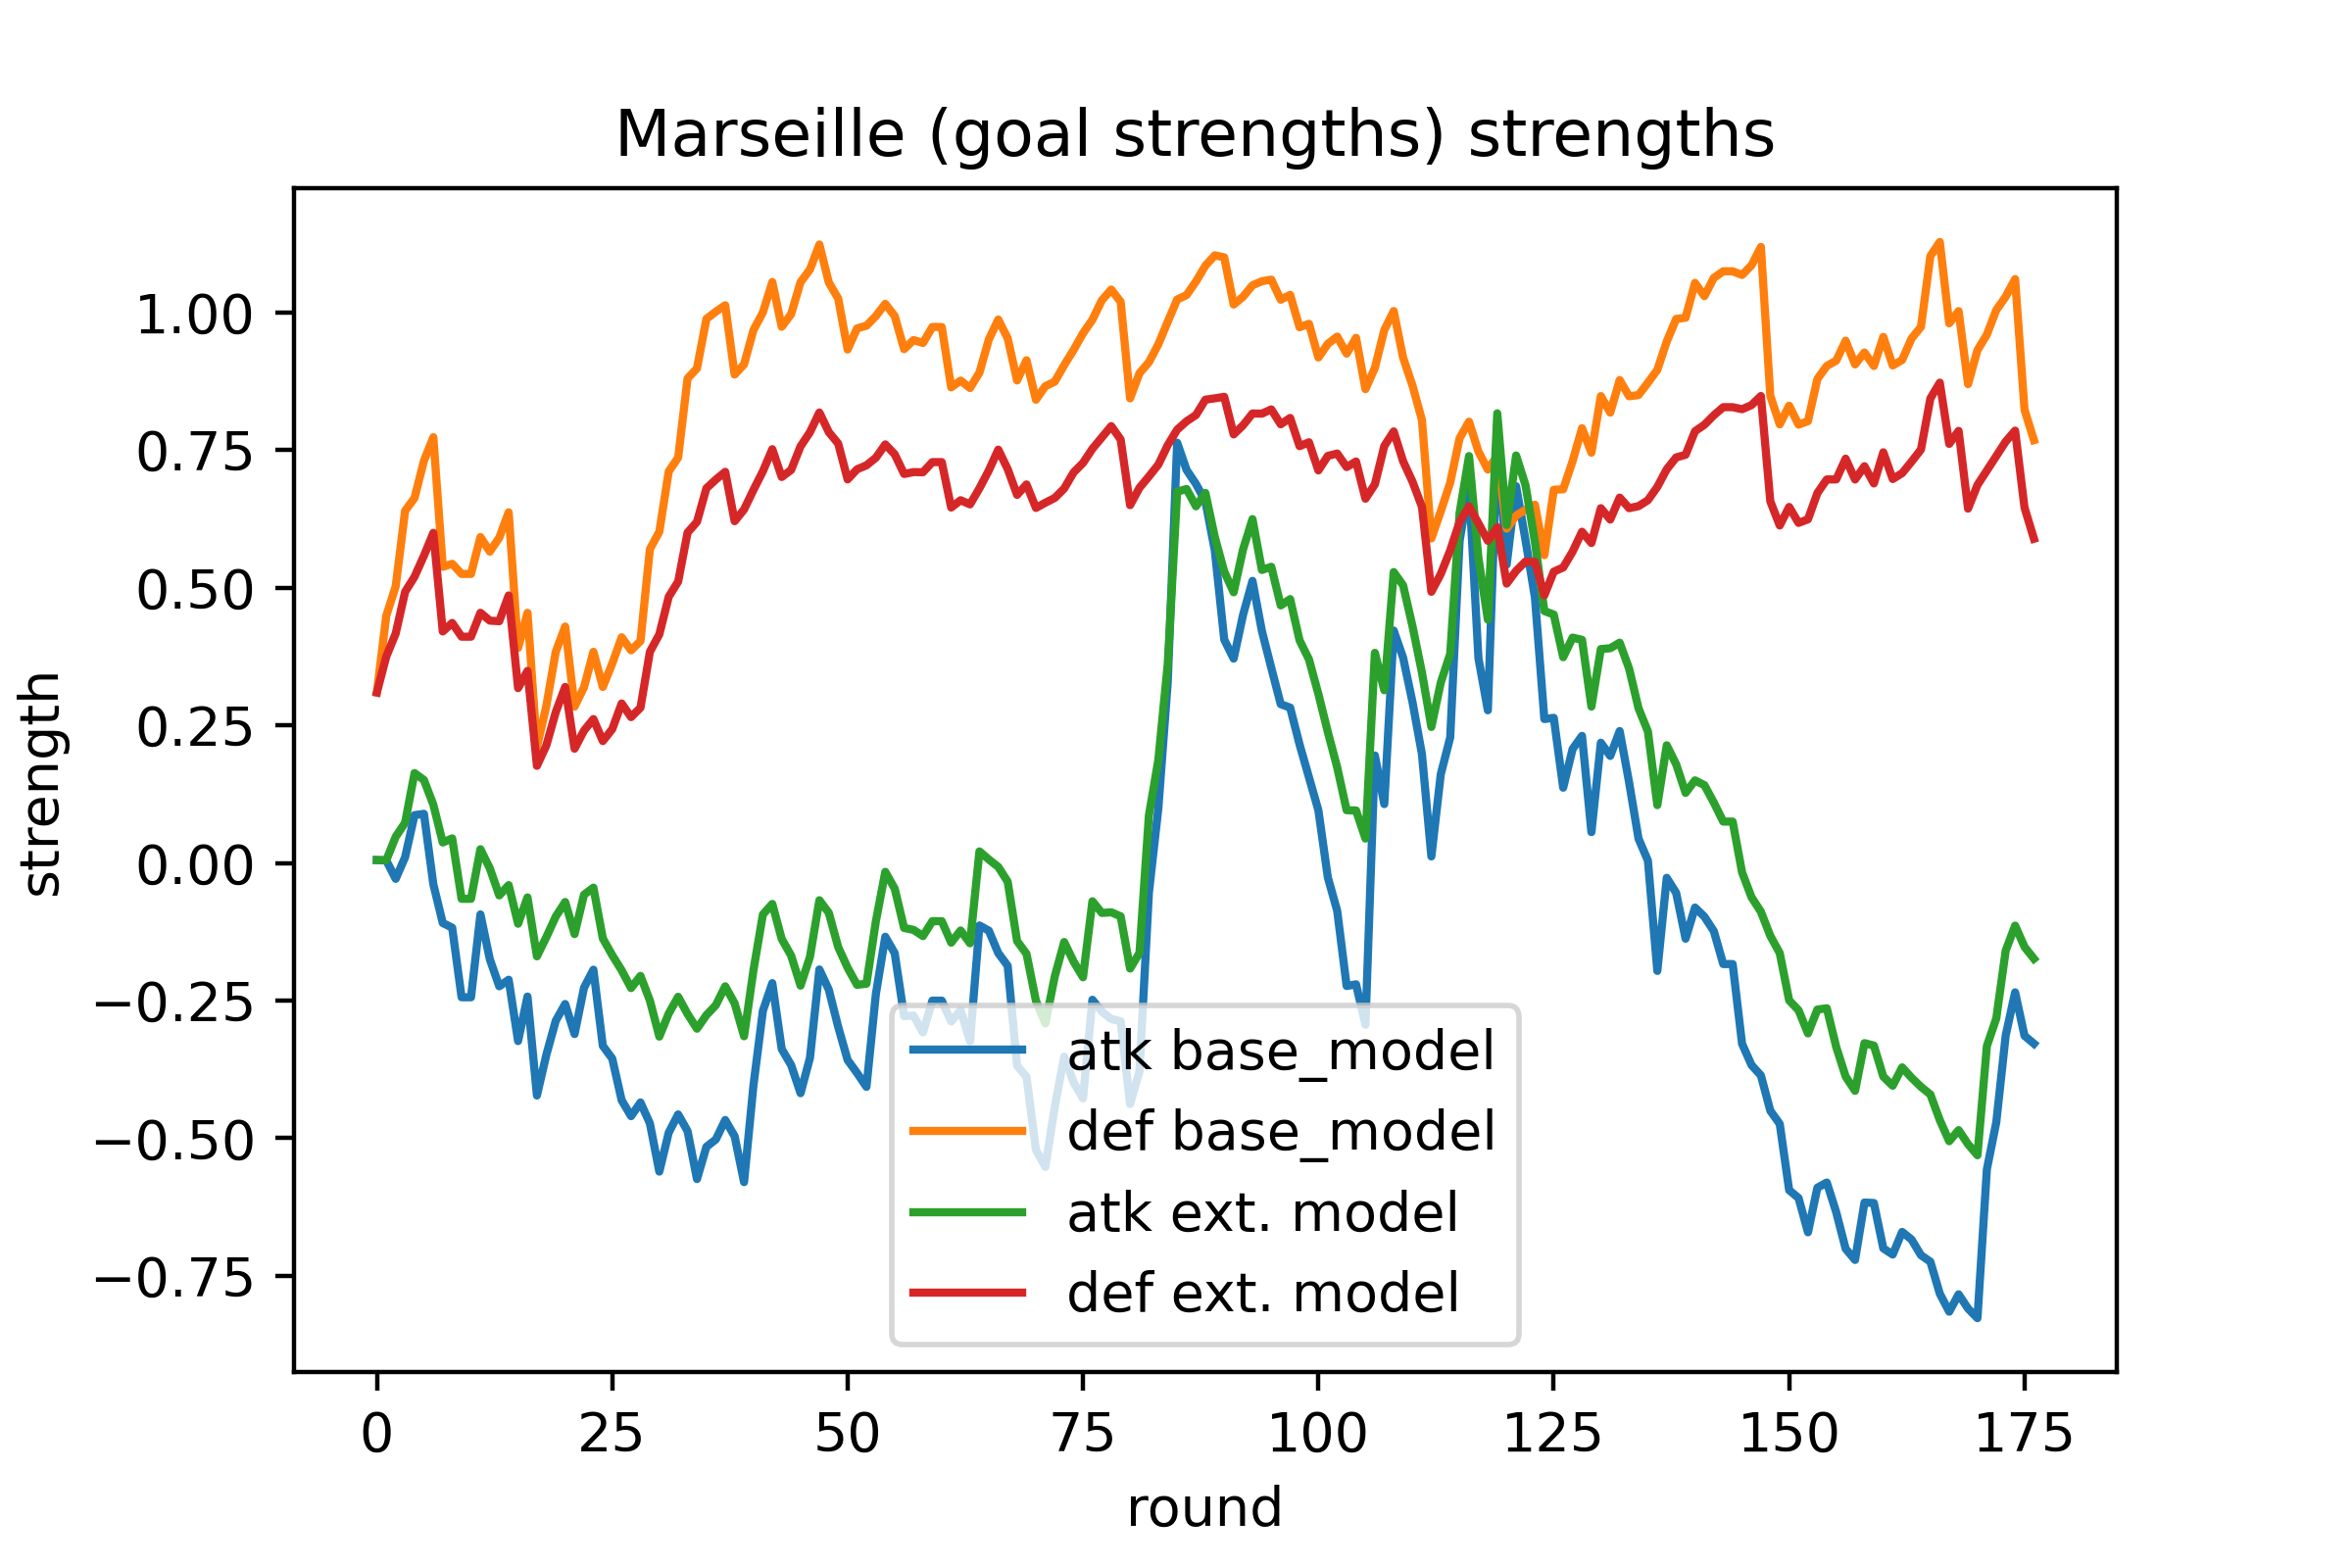 Marseille (goal strengths) strengths
1.00
0.75
0.50
0.25
0.00
−0.25
−0.50
−0.75
strength
atk base_model
def base_model
atk ext. model
def ext. model
0 25 50 75 100 125 150 175
round